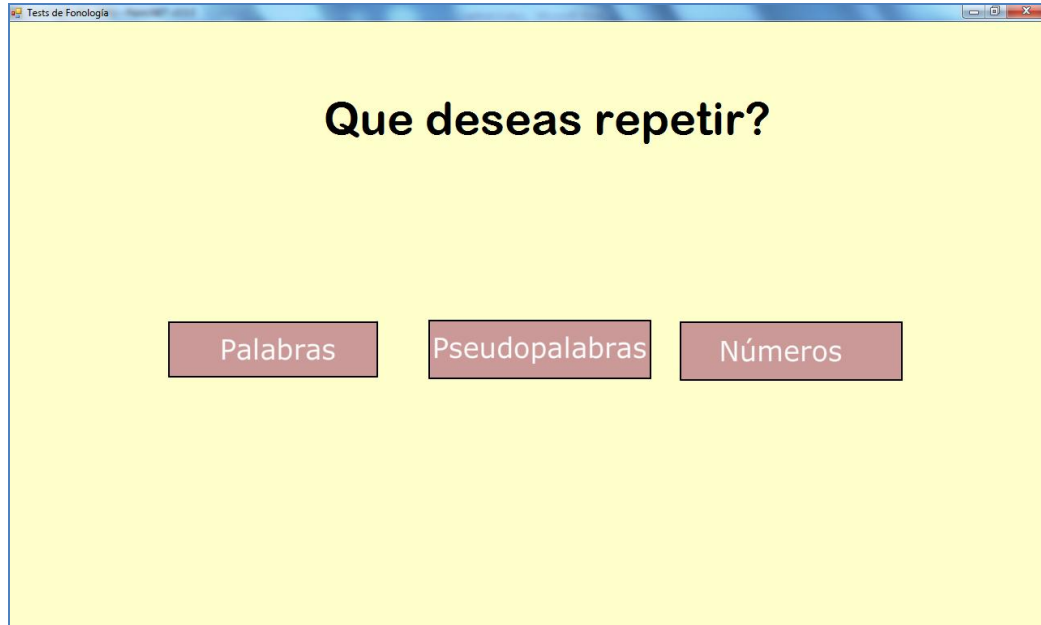 Tests de Fonología
Que deseas repetir?
Palabras
Pseudopalabras
Números